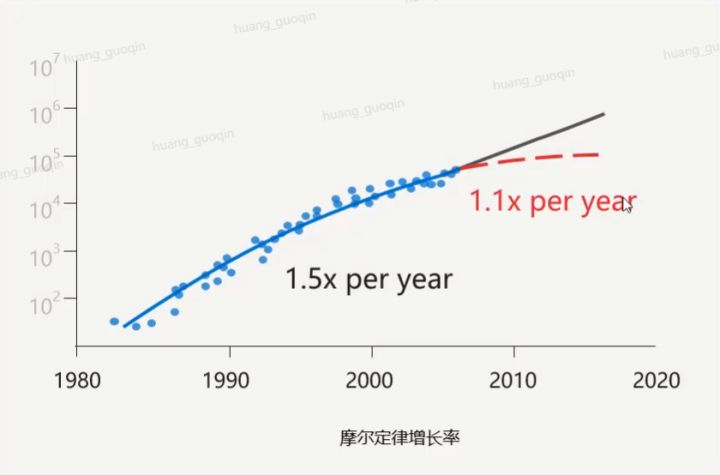 huang_guoqin
huang_guoqin
huang_guoqin
10^7
huang_guoqin
10^6
huang_guoqin
huang_guoqin
10^5
10^4
1.1x per year
10^3
1.5x per year
10^2
1980 1990 2000 2010 2020
摩尔定律增长率